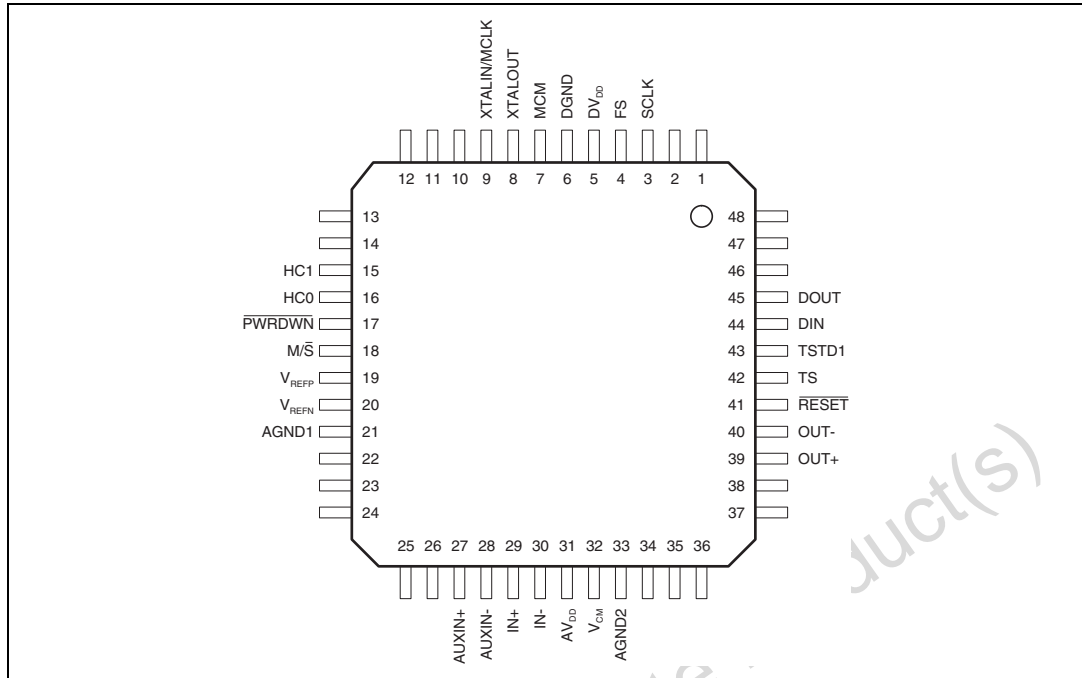 XTALIN/MCLK
XTALOUT
MCM
DGND
DVDD
FS
SCLK
12 11 10 9 8 7 6 5 4 3 2 1
13 48
14 47
15 46
HC1
HC0 16 45 DOUT
PWRDWN 17 44 DIN
M/S̄ 18 43 TSTD1
VREFP 19 42 TS
VREFN 20 41 RESET
AGND1 21 40 OUT-
22 39 OUT+
23 38
24 37
25 26 27 28 29 30 31 32 33 34 35 36
AUXIN+
AUXIN-
IN+
IN-
AVDD
VCM
AGND2
duct(s)